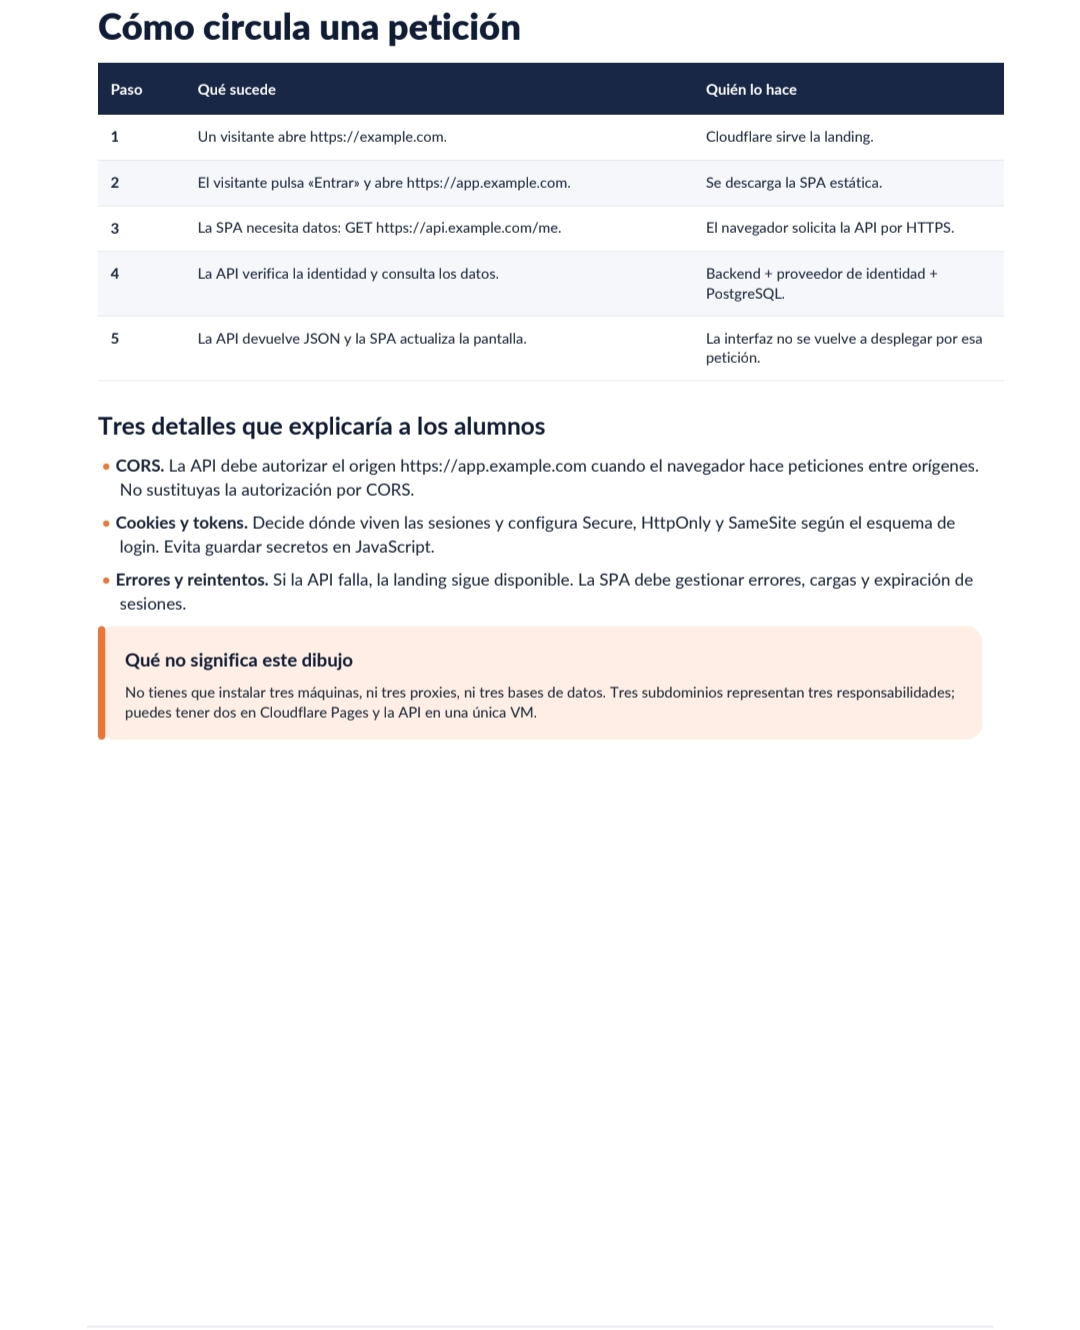 Cómo circula una petición
Paso Qué sucede Quién lo hace
1 Un visitante abre https://example.com. Cloudflare sirve la landing.
2 El visitante pulsa «Entrar» y abre https://app.example.com. Se descarga la SPA estática.
3 La SPA necesita datos: GET https://api.example.com/me. El navegador solicita la API por HTTPS.
4 La API verifica la identidad y consulta los datos. Backend + proveedor de identidad +
PostgreSQL.
5 La API devuelve JSON y la SPA actualiza la pantalla. La interfaz no se vuelve a desplegar por esa
petición.
Tres detalles que explicaría a los alumnos
• CORS. La API debe autorizar el origen https://app.example.com cuando el navegador hace peticiones entre orígenes.
No sustituyas la autorización por CORS.
• Cookies y tokens. Decide dónde viven las sesiones y configura Secure, HttpOnly y SameSite según el esquema de
login. Evita guardar secretos en JavaScript.
• Errores y reintentos. Si la API falla, la landing sigue disponible. La SPA debe gestionar errores, cargas y expiración de
sesiones.
Qué no significa este dibujo
No tienes que instalar tres máquinas, ni tres proxies, ni tres bases de datos. Tres subdominios representan tres responsabilidades;
puedes tener dos en Cloudflare Pages y la API en una única VM.